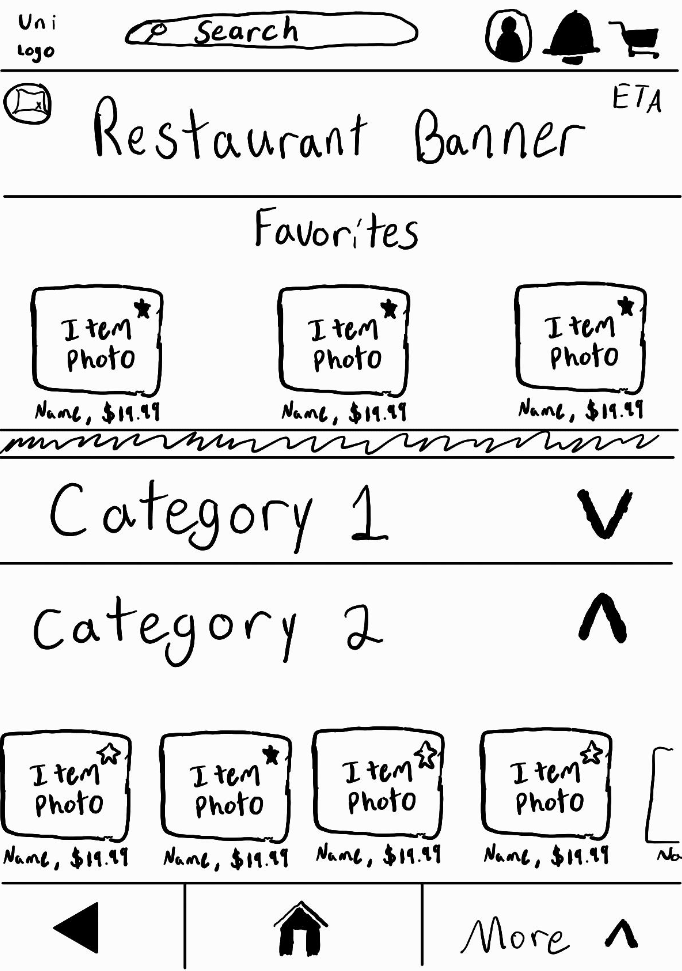 Uni
Logo
Search
ETA
Restaurant Banner
Favorites
Item Photo
Item Photo
Item Photo
Name, $19.99
Name, $19.99
Name, $19.99
Category 1
Category 2
Item Photo
Item Photo
Item Photo
Item Photo
Name, $19.99
Name, $19.99
Name, $19.99
Name, $19.99
Na
More